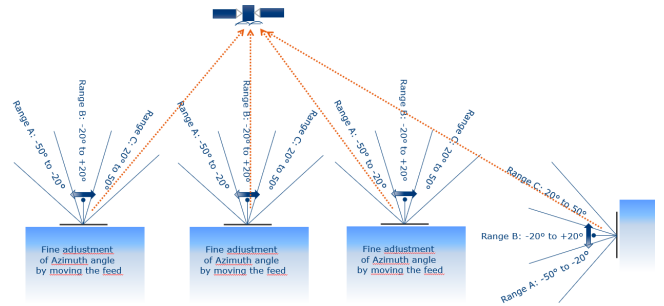 Range A: -50° to -20°
Range B: -20° to +20°
Range C: 20° to 50°
Fine adjustment
of Azimuth angle
by moving the feed
Range A: -50° to -20°
Range B: -20° to +20°
Range C: 20° to 50°
Fine adjustment
of Azimuth angle
by moving the feed
Range A: -50° to -20°
Range B: -20° to +20°
Range C: 20° to 50°
Fine adjustment
of Azimuth angle
by moving the feed
Range C: 20° to 50°
Range B: -20° to +20°
Range A: -50° to -20°